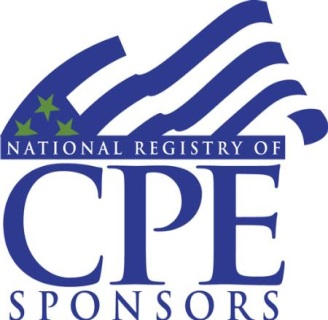 NATIONAL REGISTRY OF
CPE
SPONSORS